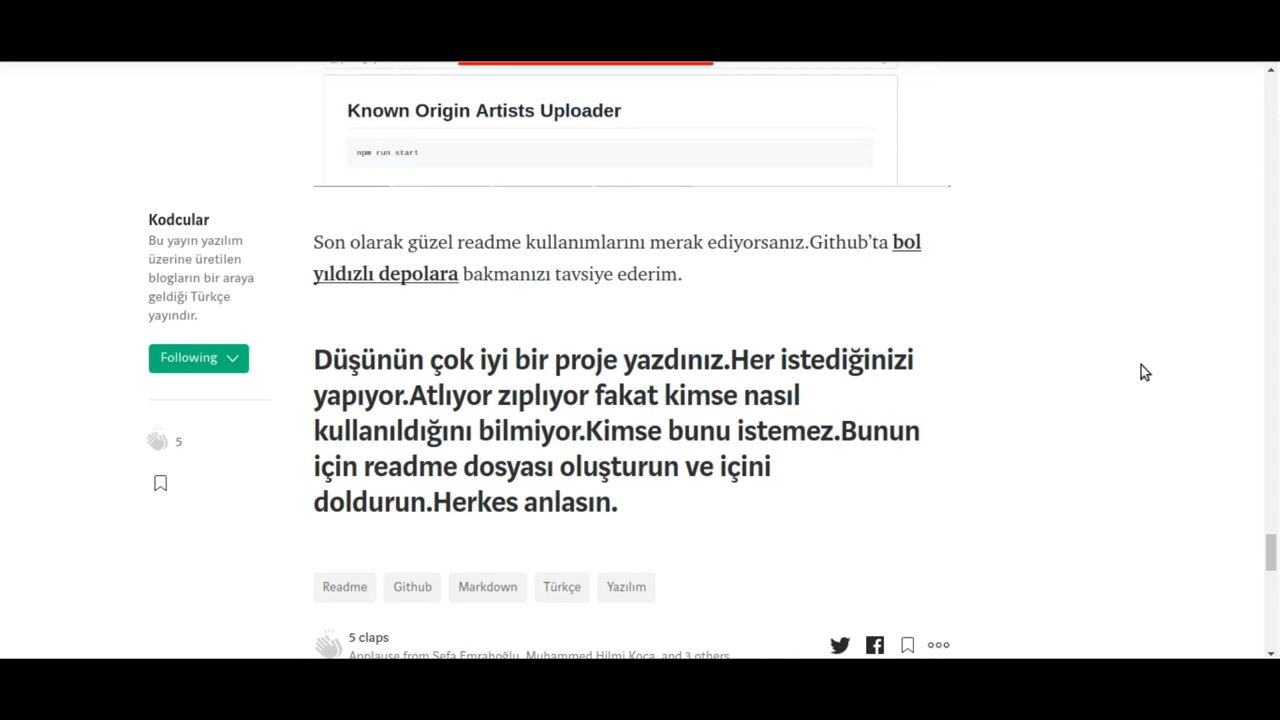 Known Origin Artists Uploader
npm run start
Kodcular
Bu yayın yazılım
üzerine üretilen
blogların bir araya
geldiği Türkçe
yayındır.
Following
5
Son olarak güzel readme kullanımlarını merak ediyorsanız.Github’ta bol
yıldızlı depolara bakmanızı tavsiye ederim.
Düşünün çok iyi bir proje yazdınız.Her istediğinizi
yapıyor.Atlıyor zıplıyor fakat kimse nasıl
kullanıldığını bilmiyor.Kimse bunu istemez.Bunun
için readme dosyası oluşturun ve içini
doldurun.Herkes anlasın.
Readme Github Markdown Türkçe Yazılım
5 claps
Applause from Sefa Emrahoğlu, Muhammed Hilmi Koca, and 3 others